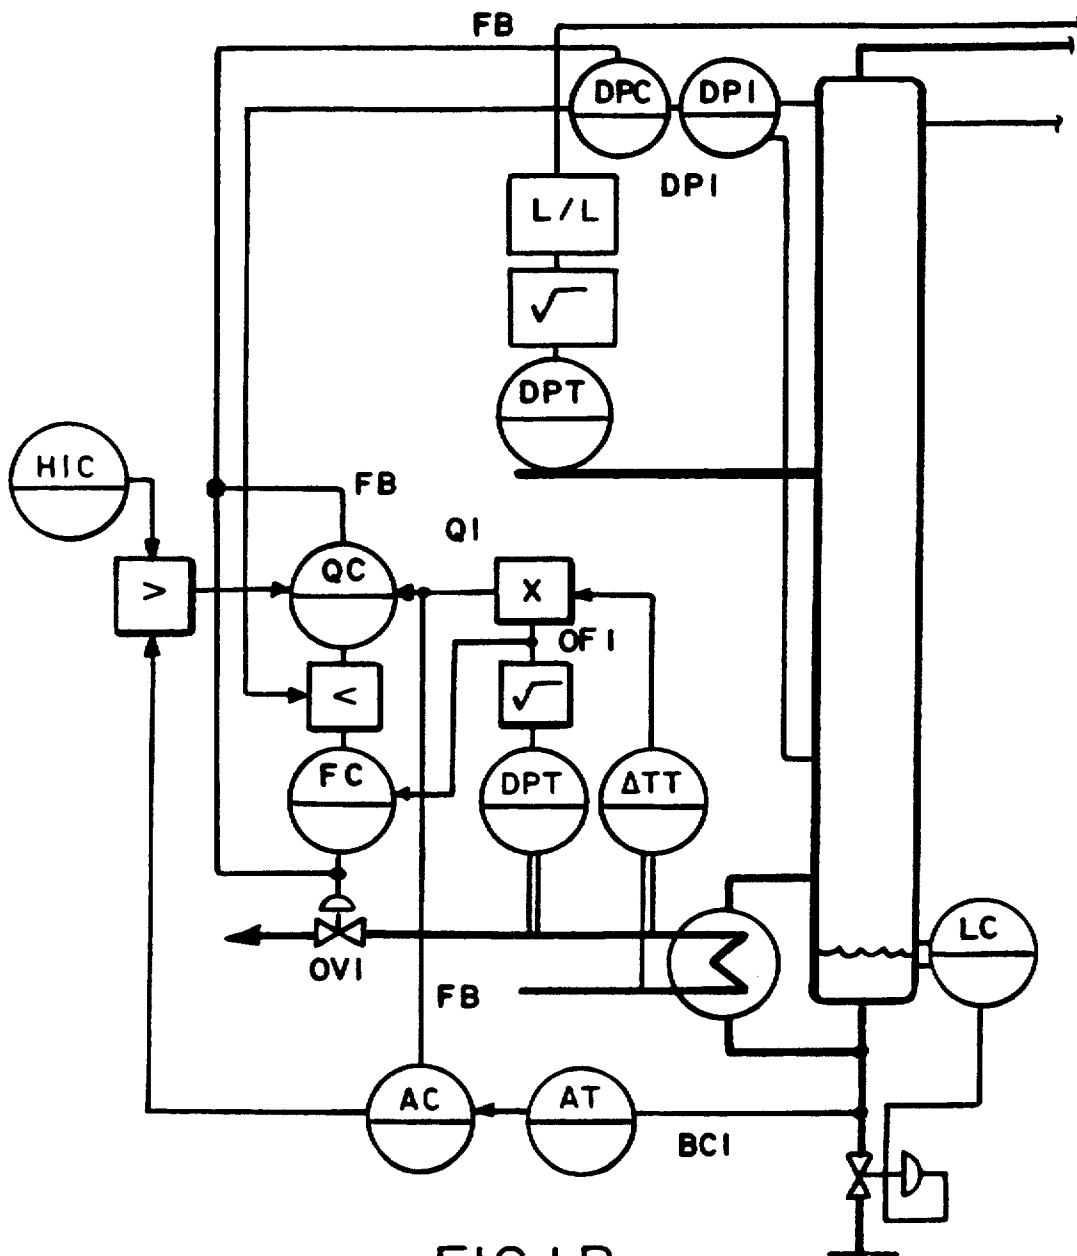 FB
DPC DPI
DPI
L/L
√
DPT
HIC
FB
QI
QC
X
>
OFI
√
<
FC
DPT ΔTT
LC
OVI
FB
AC AT
BCI